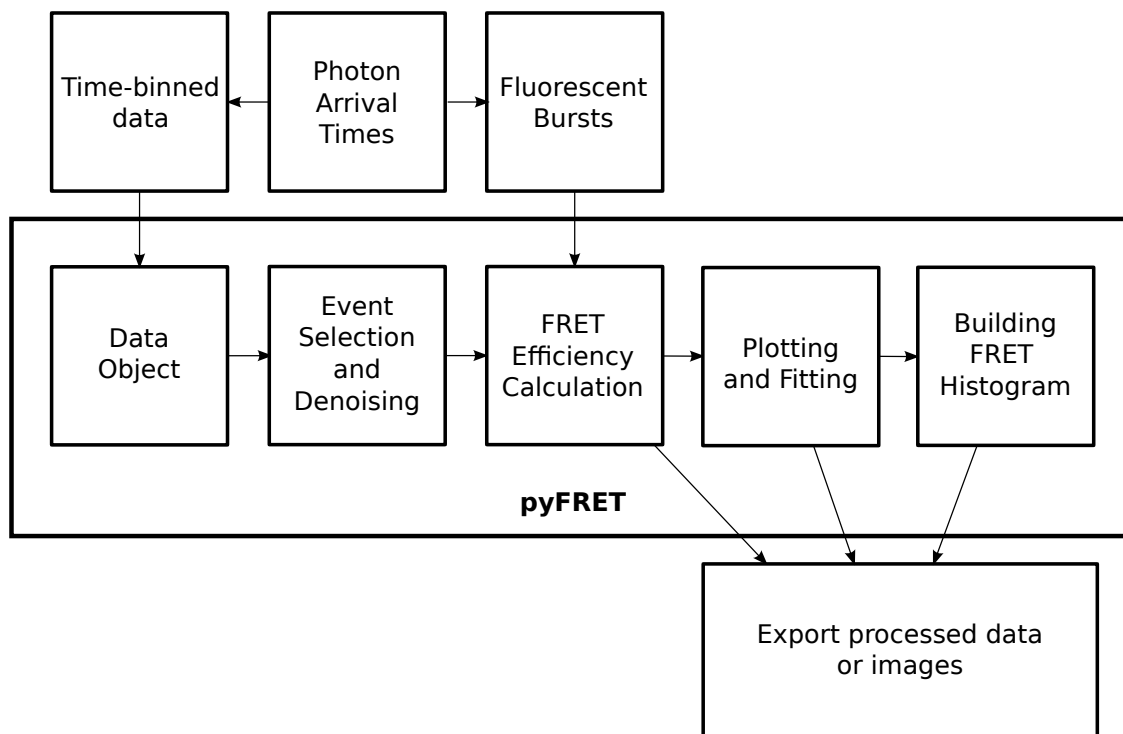 Time-binned
data
Photon
Arrival
Times
Fluorescent
Bursts
Data
Object
Event
Selection
and
Denoising
FRET
Efficiency
Calculation
Plotting
and Fitting
Building
FRET
Histogram
pyFRET
Export processed data
or images